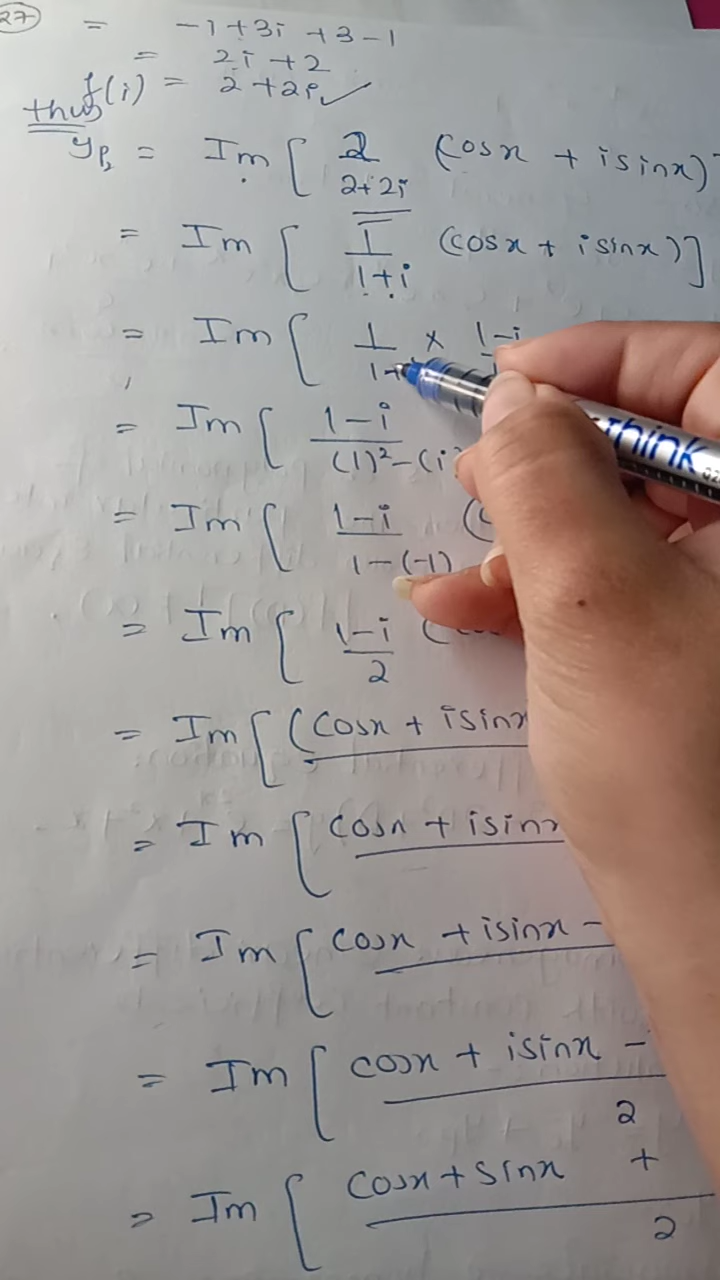 27 = -1+3i +3-1
= 2i +2
f(i) = 2+2i ✓
thus
yp₂ = Im [ 2/2+2i (cosx + isinx)
= Im [ 1/1+i (cosx + isinx) ]
= Im [ 1/1+ × 1-i
= Im [ 1-i/(1)²-(i
= Im [ 1-i/1-(-1) (
= Im [ 1-i/2 (
= Im [ (cosx + isinx
= Im [ cosx + isinx
= Im [ cosx + isinx -
= Im [ cosx + isinx - /2
= Im [ cosx + sinx + /2
think